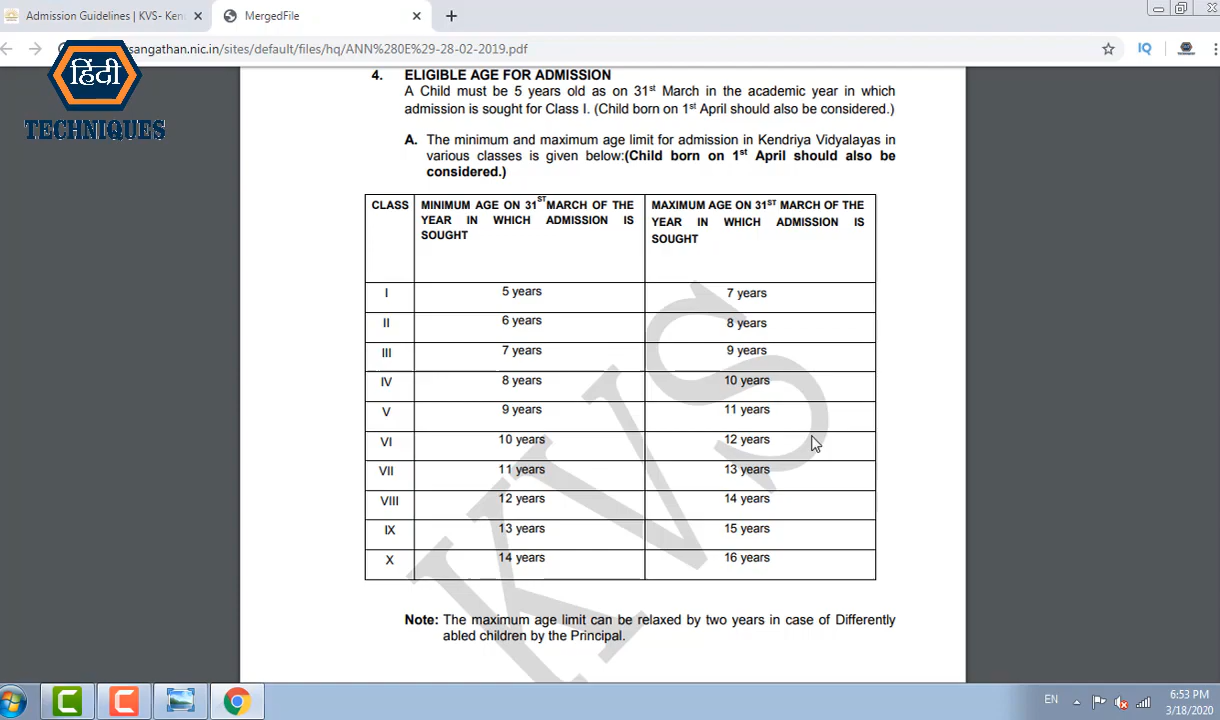 Admission Guidelines | KVS- Ken
MergedFile
sangathan.nic.in/sites/default/files/hq/ANN%280E%29-28-02-2019.pdf
IQ
हिंदी
TECHNIQUES
4. ELIGIBLE AGE FOR ADMISSION
A Child must be 5 years old as on 31st March in the academic year in which
admission is sought for Class I. (Child born on 1st April should also be considered.)
A. The minimum and maximum age limit for admission in Kendriya Vidyalayas in
various classes is given below:(Child born on 1st April should also be
considered.)
CLASS MINIMUM AGE ON 31ST MARCH OF THE YEAR IN WHICH ADMISSION IS SOUGHT MAXIMUM AGE ON 31ST MARCH OF THE YEAR IN WHICH ADMISSION IS SOUGHT
I 5 years 7 years
II 6 years 8 years
III 7 years 9 years
IV 8 years 10 years
V 9 years 11 years
VI 10 years 12 years
VII 11 years 13 years
VIII 12 years 14 years
IX 13 years 15 years
X 14 years 16 years
KVS
Note: The maximum age limit can be relaxed by two years in case of Differently
abled children by the Principal.
EN
6:53 PM
3/18/2020